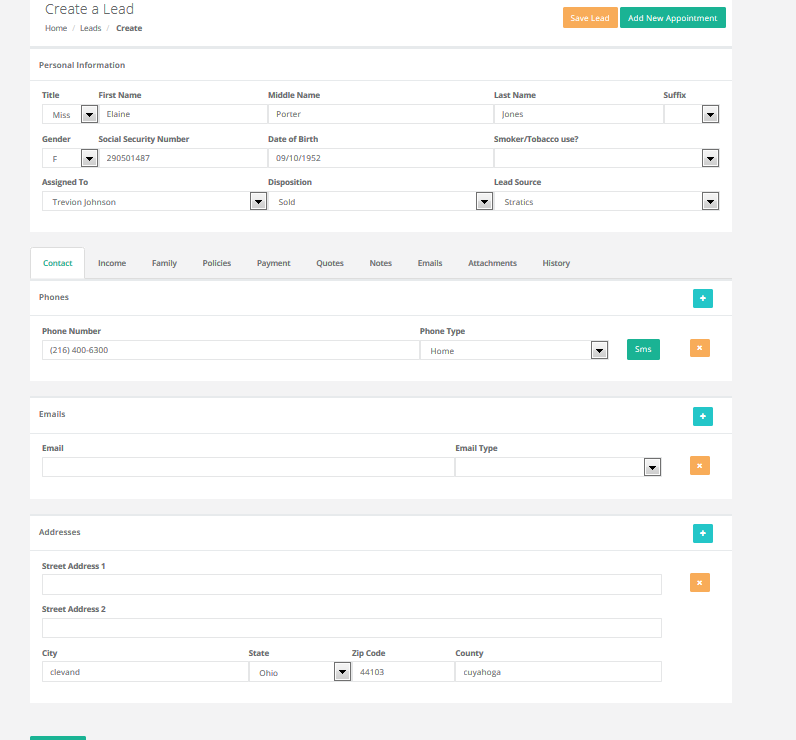 Create a Lead
Home / Leads / Create
Save Lead Add New Appointment
Personal Information
Title First Name Middle Name Last Name Suffix
Miss Elaine Porter Jones
Gender Social Security Number Date of Birth Smoker/Tobacco use?
F 290501487 09/10/1952
Assigned To Disposition Lead Source
Trevion Johnson Sold Stratics
Contact Income Family Policies Payment Quotes Notes Emails Attachments History
Phones +
Phone Number Phone Type
(216) 400-6300 Home Sms ×
Emails +
Email Email Type
×
Addresses +
Street Address 1
×
Street Address 2
City State Zip Code County
clevand Ohio 44103 cuyahoga